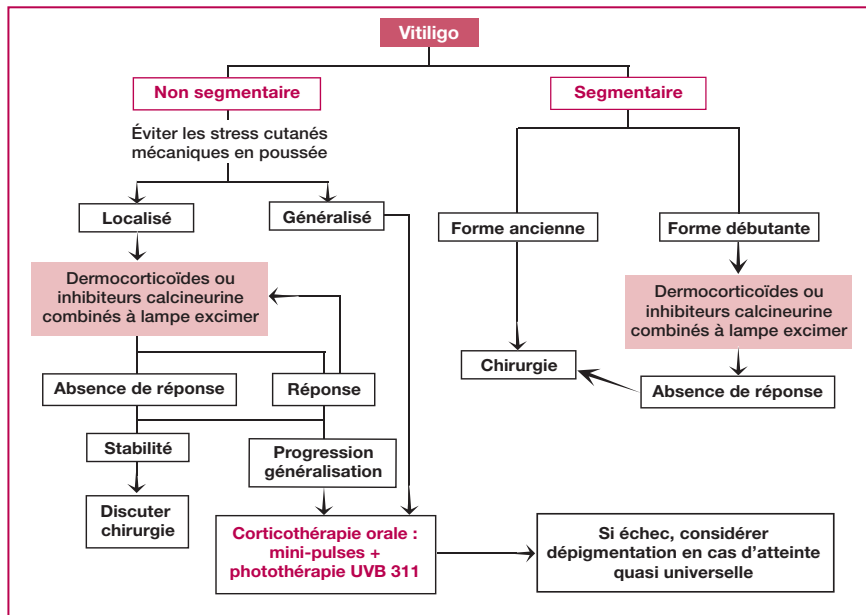 Vitiligo
Non segmentaire
Segmentaire
Éviter les stress cutanés
mécaniques en poussée
Localisé
Généralisé
Forme ancienne
Forme débutante
Dermocorticoïdes ou
inhibiteurs calcineurine
combinés à lampe excimer
Dermocorticoïdes ou
inhibiteurs calcineurine
combinés à lampe excimer
Chirurgie
Absence de réponse
Réponse
Absence de réponse
Stabilité
Progression
généralisation
Discuter
chirurgie
Corticothérapie orale :
mini-pulses +
photothérapie UVB 311
Si échec, considérer
dépigmentation en cas d’atteinte
quasi universelle